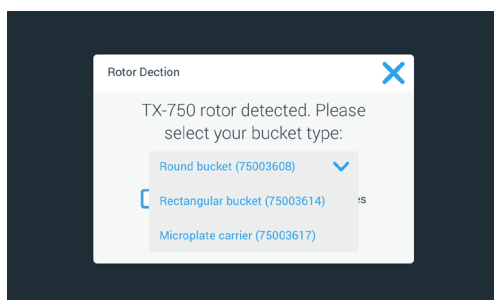 Rotor Dection
TX-750 rotor detected. Please
select your bucket type:
Round bucket (75003608)
Rectangular bucket (75003614)
Microplate carrier (75003617)